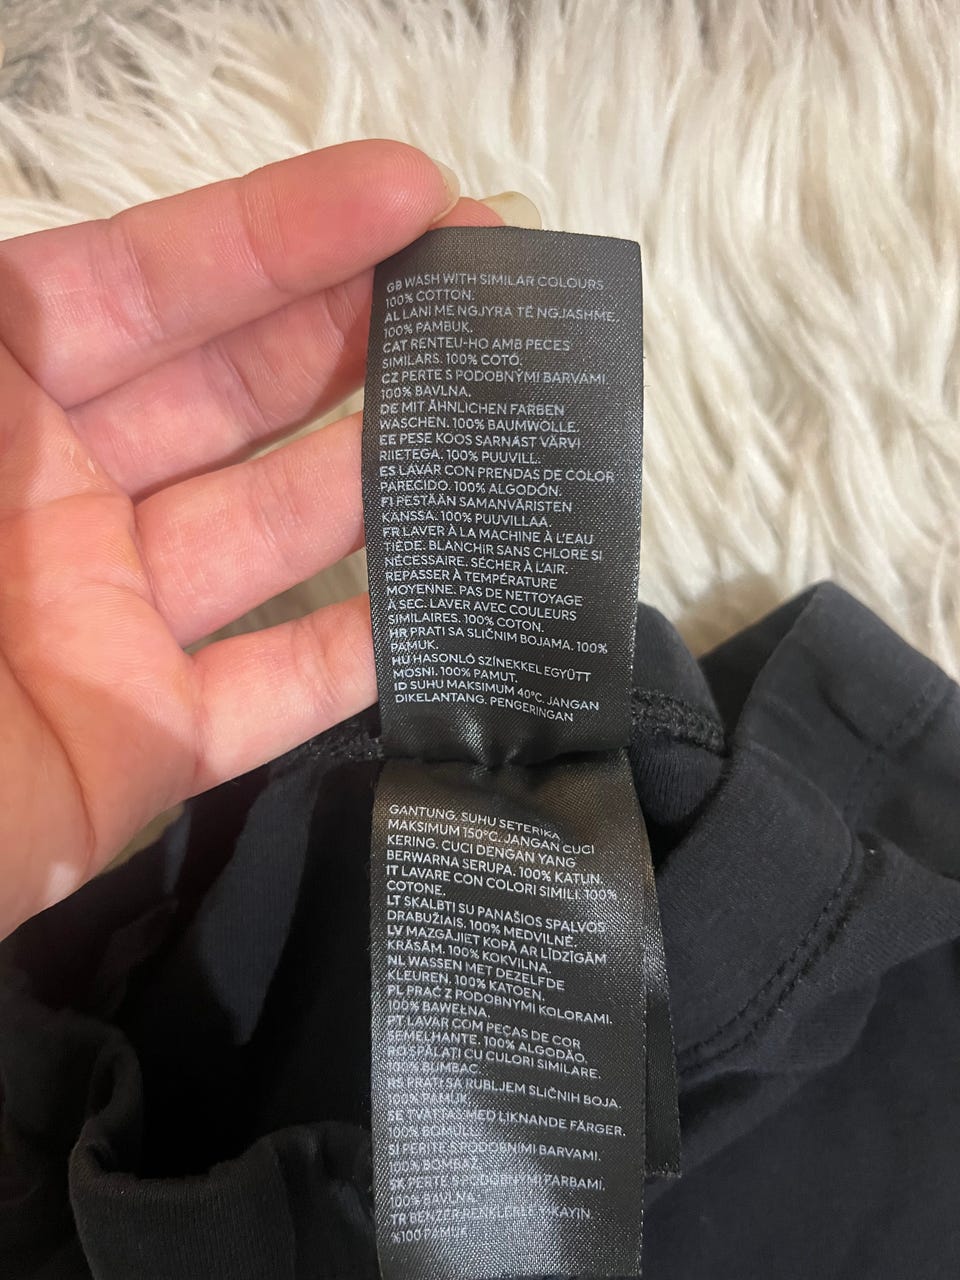 GB WASH WITH SIMILAR COLOURS
100% COTTON.
AL LANI ME NGJYRA TË NGJASHME.
100% PAMBUK.
CAT RENTEU-HO AMB PECES
SIMILARS. 100% COTÓ.
CZ PERTE S PODOBNÝMI BARVAMI.
100% BAVLNA.
DE MIT ÄHNLICHEN FARBEN
WASCHEN. 100% BAUMWOLLE.
EE PESE KOOS SARNAST VÄRVI
RIIETEGA. 100% PUUVILL.
ES LAVAR CON PRENDAS DE COLOR
PARECIDO. 100% ALGODÓN.
FI PESTÄÄN SAMANVÄRISTEN
KANSSA. 100% PUUVILLAA.
FR LAVER À LA MACHINE À L'EAU
TIÈDE. BLANCHIR SANS CHLORE SI
NÉCESSAIRE. SÉCHER À L'AIR.
REPASSER À TEMPÉRATURE
MOYENNE. PAS DE NETTOYAGE
À SEC. LAVER AVEC COULEURS
SIMILAIRES. 100% COTON.
HR PRATI SA SLIČNIM BOJAMA. 100%
PAMUK.
HU HASONLÓ SZÍNEKKEL EGYÜTT
MOSNI. 100% PAMUT.
ID SUHU MAKSIMUM 40°C. JANGAN
DIKELANTANG. PENGERINGAN
GANTUNG. SUHU SETERIKA
MAKSIMUM 150°C. JANGAN CUCI
KERING. CUCI DENGAN YANG
BERWARNA SERUPA. 100% KATUN.
IT LAVARE CON COLORI SIMILI. 100%
COTONE.
LT SKALBTI SU PANAŠIOS SPALVOS
DRABUŽIAIS. 100% MEDVILNĖ.
LV MAZGĀJIET KOPĀ AR LĪDZĪGĀM
KRĀSĀM. 100% KOKVILNA.
NL WASSEN MET DEZELFDE
KLEUREN. 100% KATOEN.
PL PRAĆ Z PODOBNYMI KOLORAMI.
100% BAWEŁNA.
PT LAVAR COM PEÇAS DE COR
SEMELHANTE. 100% ALGODÃO.
RO SPĂLAȚI CU CULORI SIMILARE.
100% BUMBAC.
RS PRATI SA RUBLJEM SLIČNIH BOJA.
100% PAMUK.
SE TVÄTTAS MED LIKNANDE FÄRGER.
100% BOMULL.
SI PERITE S PODOBNIMI BARVAMI.
100% BOMBAŽ.
SK PERTE S PODOBNÝMI FARBAMI.
100% BAVLNA.
TR BENZER RENKLERLE YIKAYIN.
%100 PAMUK.